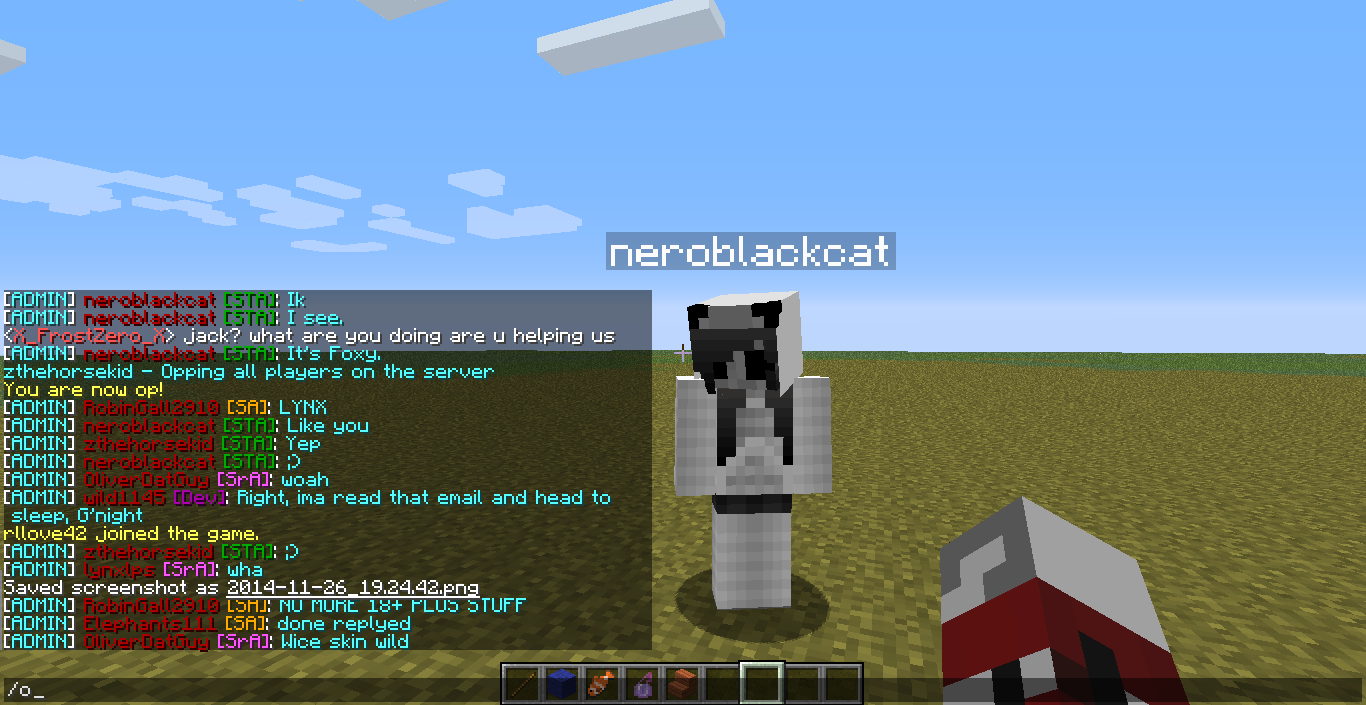 neroblackcat
[ADMIN] neroblackcat [STA]: Ik
[ADMIN] neroblackcat [STA]: I see.
<X_FrostZero_X> jack? what are you doing are u helping us
[ADMIN] neroblackcat [STA]: It's Foxy.
zthehorsekid - Opping all players on the server
You are now op!
[ADMIN] RobinGall2910 [SA]: LYNX
[ADMIN] neroblackcat [STA]: Like you
[ADMIN] zthehorsekid [STA]: Yep
[ADMIN] neroblackcat [STA]: ;)
[ADMIN] OliverDatGuy [SrA]: woah
[ADMIN] wild1145 [Dev]: Right, ima read that email and head to
sleep, G'night
rllove42 joined the game.
[ADMIN] zthehorsekid [STA]: ;)
[ADMIN] lynxlps [SrA]: wha
Saved screenshot as 2014-11-26_19.24.42.png
[ADMIN] RobinGall2910 [SA]: NO MORE 18+ PLUS STUFF
[ADMIN] Elephants111 [SA]: done replyed
[ADMIN] OliverDatGuy [SrA]: Nice skin wild
/o_